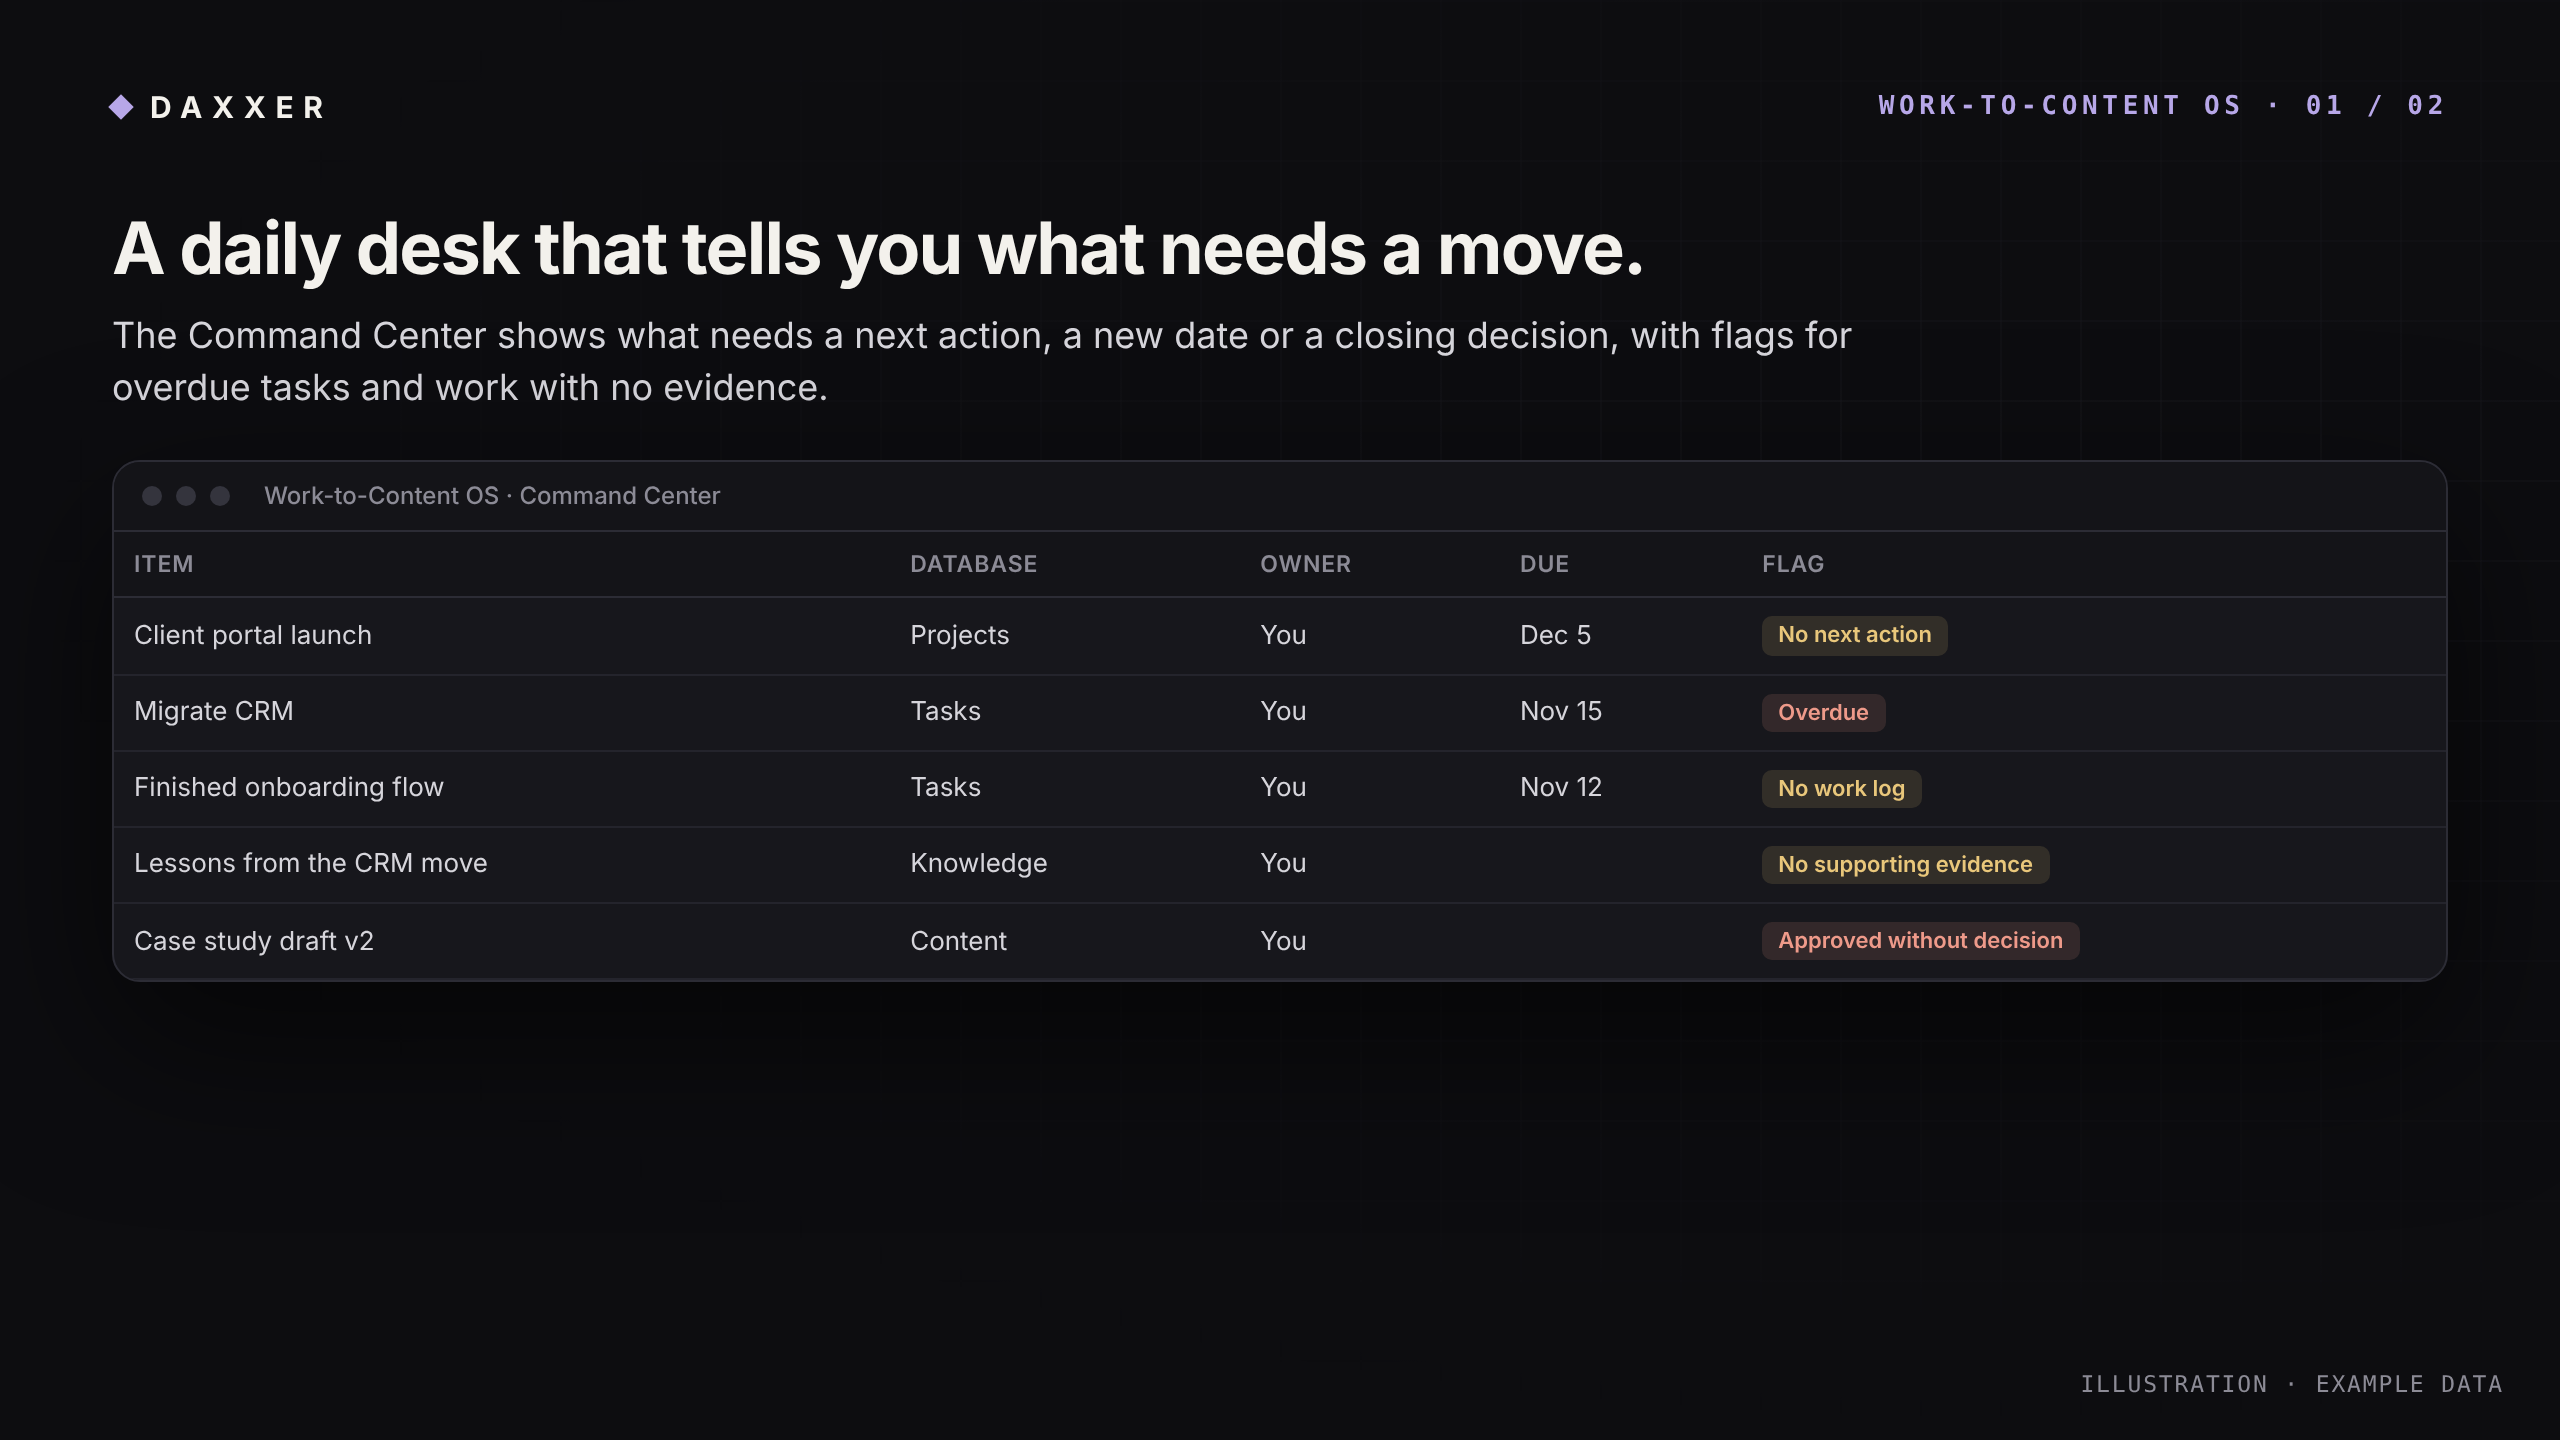 DAXXER
WORK-TO-CONTENT OS · 01 / 02
A daily desk that tells you what needs a move.
The Command Center shows what needs a next action, a new date or a closing decision, with flags for
overdue tasks and work with no evidence.
Work-to-Content OS · Command Center
ITEM DATABASE OWNER DUE FLAG
Client portal launch Projects You Dec 5 No next action
Migrate CRM Tasks You Nov 15 Overdue
Finished onboarding flow Tasks You Nov 12 No work log
Lessons from the CRM move Knowledge You No supporting evidence
Case study draft v2 Content You Approved without decision
ILLUSTRATION · EXAMPLE DATA